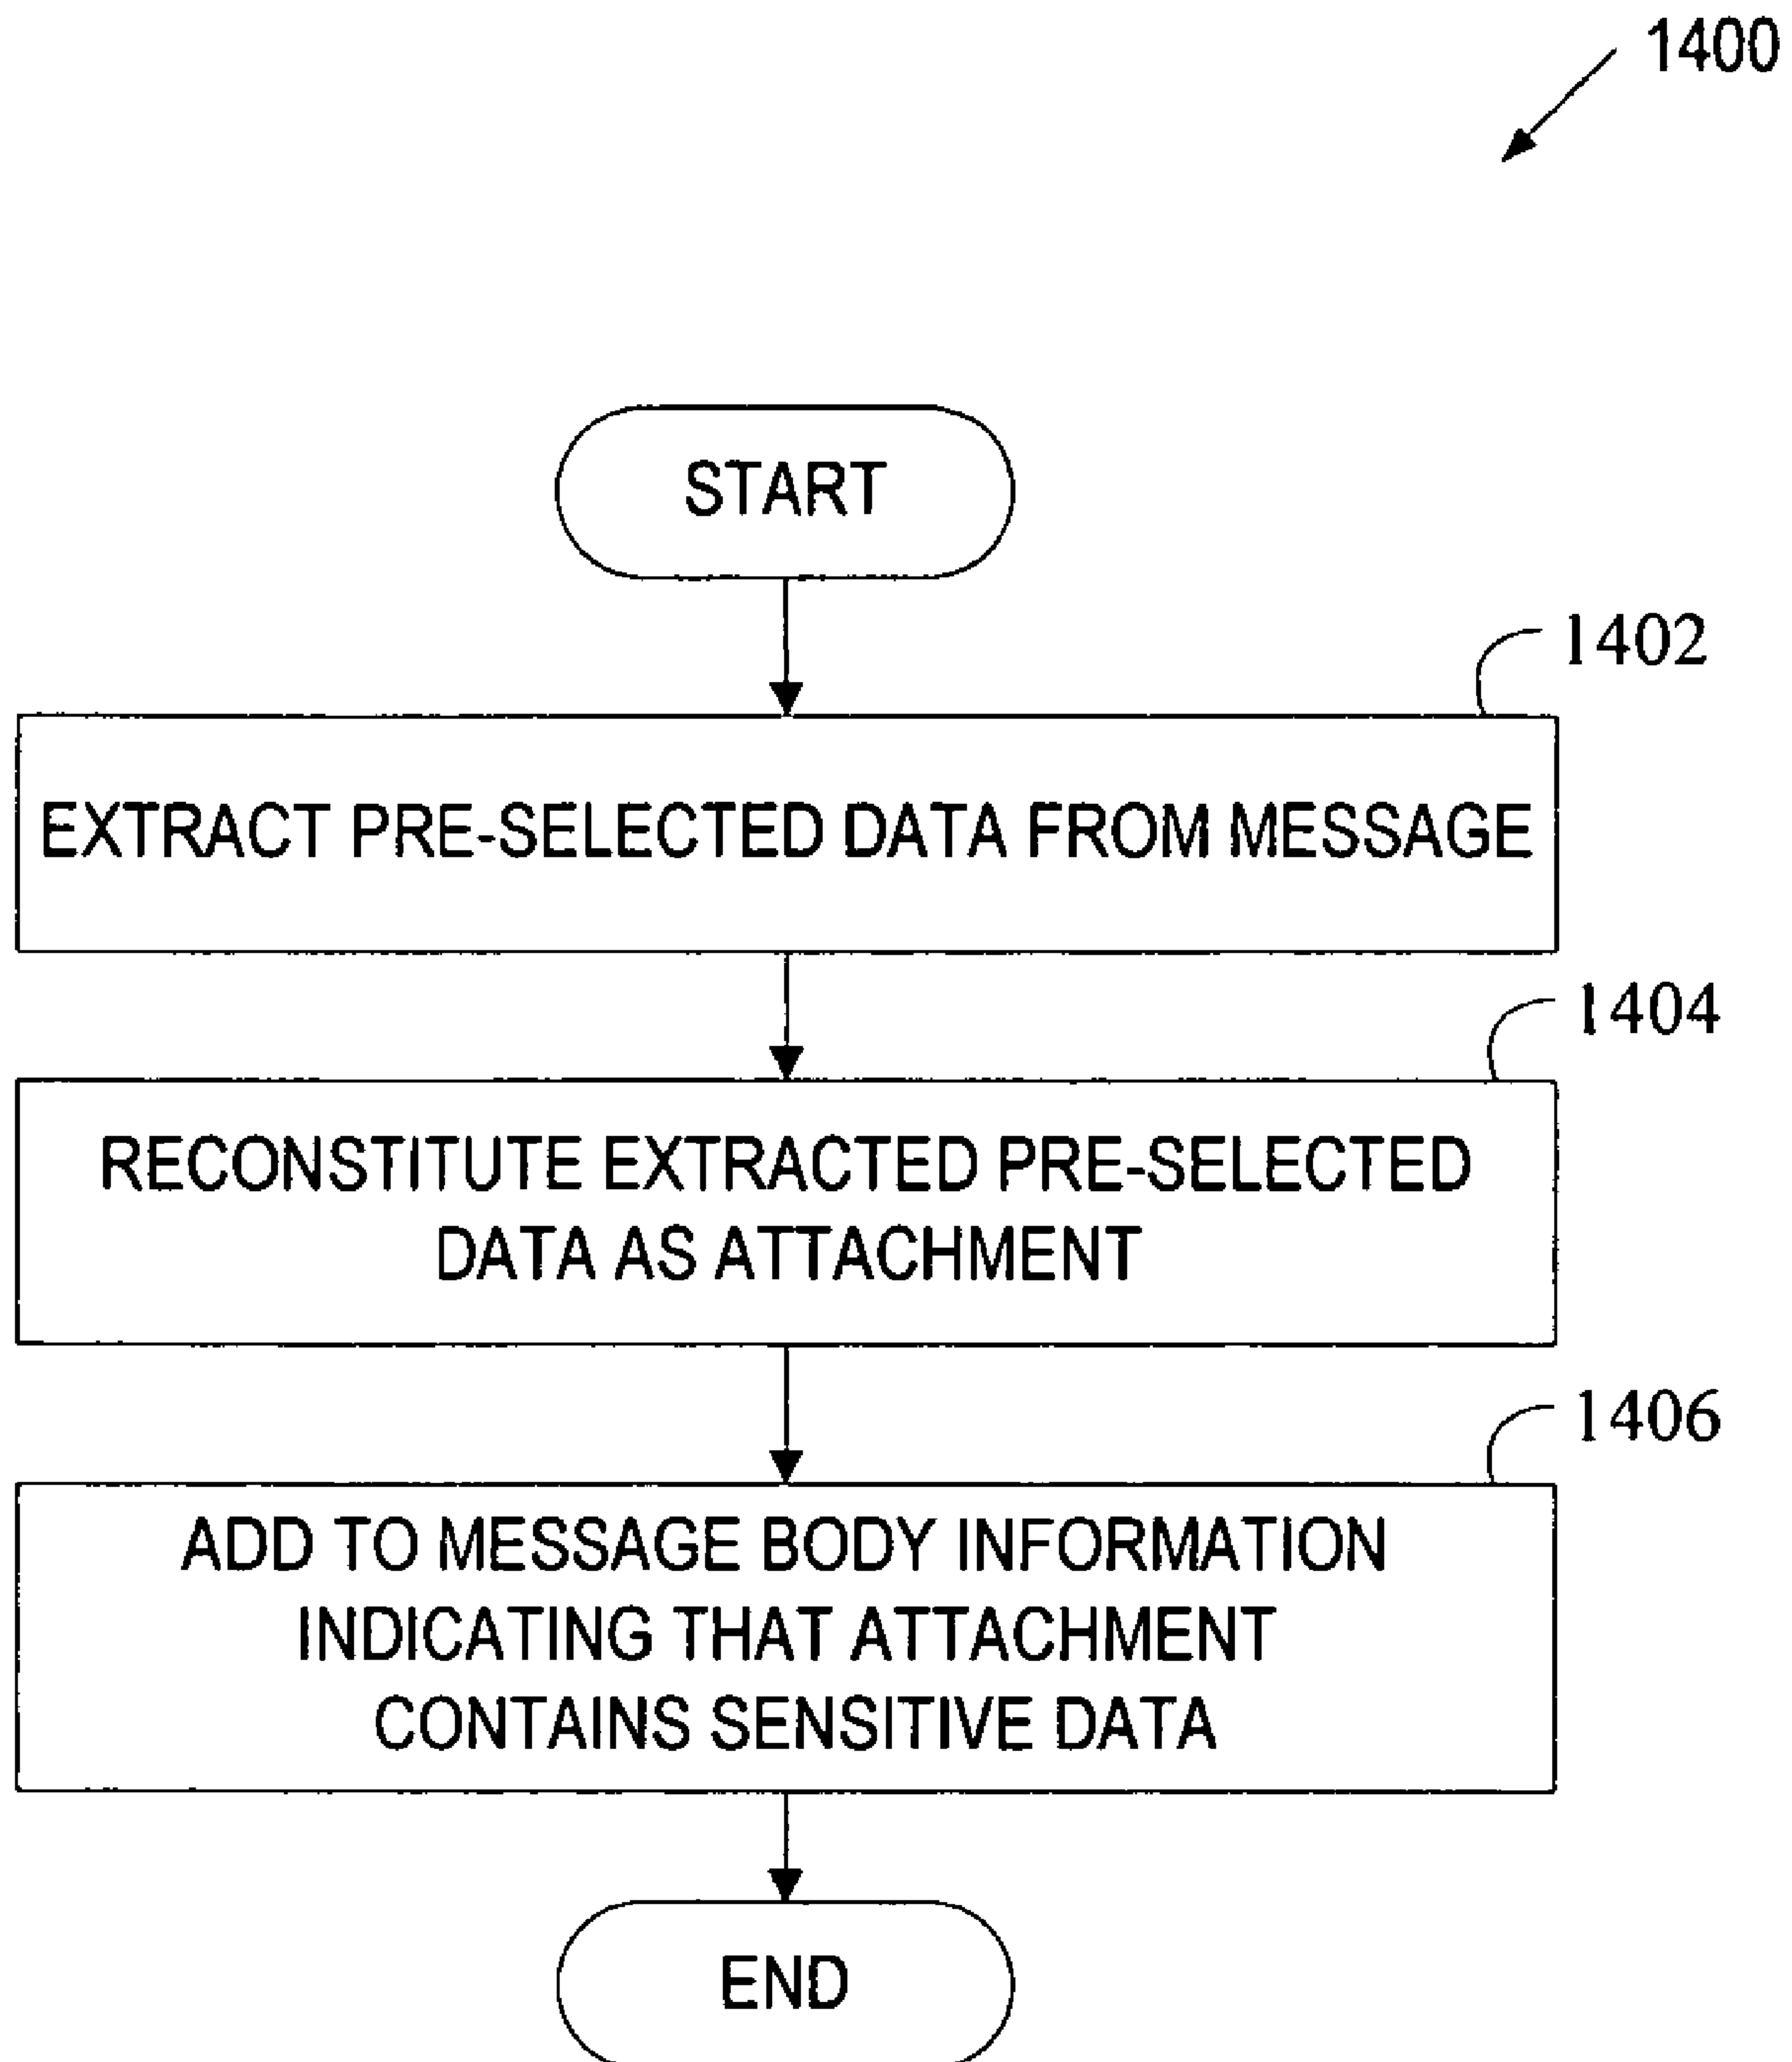 1400
START
1402
EXTRACT PRE-SELECTED DATA FROM MESSAGE
1404
RECONSTITUTE EXTRACTED PRE-SELECTED
DATA AS ATTACHMENT
1406
ADD TO MESSAGE BODY INFORMATION
INDICATING THAT ATTACHMENT
CONTAINS SENSITIVE DATA
END